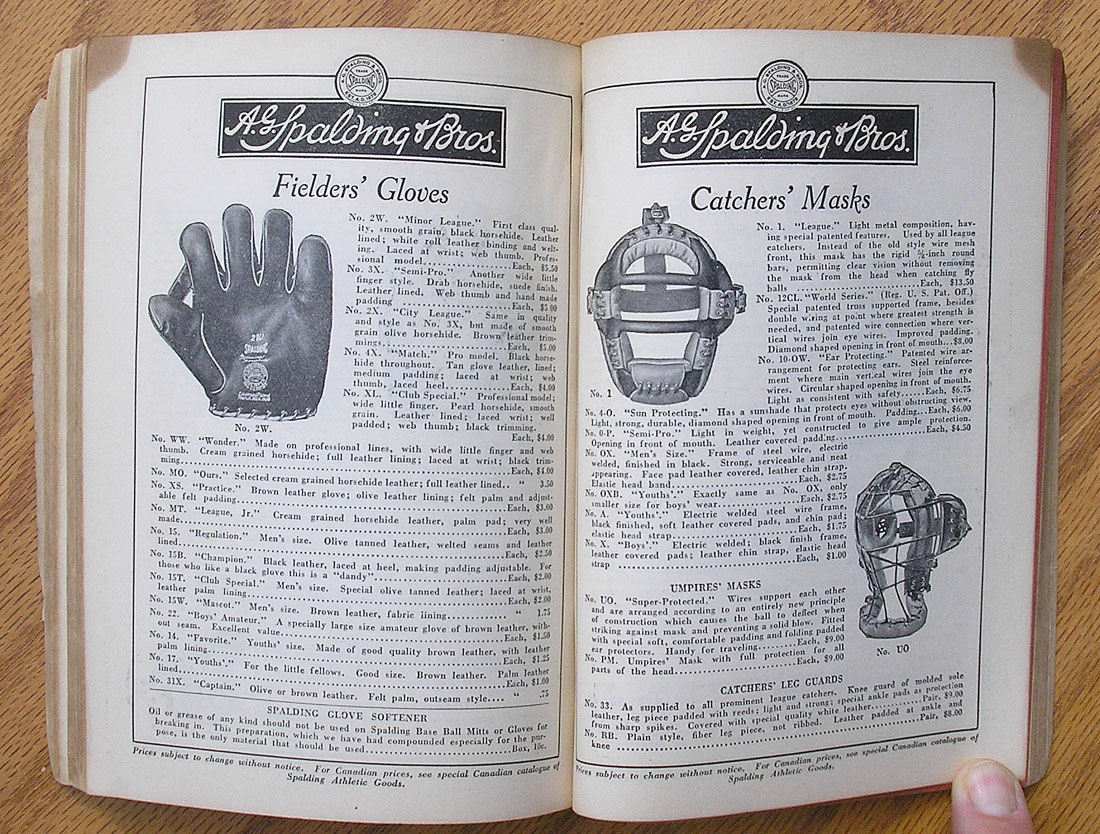 A.G. SPALDING & BROS.
TRADE
SPALDING
MARK
A.G. Spalding & Bros.
Fielders' Gloves
No. 2W. "Minor League." First class qual-
ity, smooth grain, black horsehide. Leather
lined; white roll leather binding and welt-
ing. Laced at wrist; web thumb. Profes-
sional model..........Each, $5.50
No. 3X. "Semi-Pro." Another wide little
finger style. Drab horsehide, suede finish.
Leather lined. Web thumb and hand made
padding..........Each, $5 00
No. 2X. "City League." Same in quality
and style as No. 3X, but made of smooth
grain olive horsehide. Brown leather trim-
mings..........Each, $5.00
No. 4X. "Match." Pro model. Black horse-
hide throughout. Tan glove leather, lined;
medium padding; laced at wrist; web
thumb, laced heel..........Each, $4.00
No. XL. "Club Special." Professional model;
wide little finger. Pearl horsehide, smooth
grain. Leather lined; laced wrist; well
padded; web thumb; black trimming.
Each, $4.00
2W
SPALDING
No. 2W.
No. WW. "Wonder." Made on professional lines, with wide little finger and web
thumb. Cream grained horsehide; full leather lining; laced at wrist; black trim-
ming..........Each, $4.00
No. MO. "Ours." Selected cream grained horsehide leather; full leather lined.. " 3.50
No. XS. "Practice." Brown leather glove; olive leather lining; felt palm and adjust-
able felt padding..........Each, $3.00
No. MT. "League, Jr." Cream grained horsehide leather, palm pad; very well
made..........Each, $3.00
No. 15. "Regulation." Men's size. Olive tanned leather, welted seams and leather
lined..........Each, $2.50
No. 15B. "Champion." Black leather, laced at heel, making padding adjustable. For
those who like a black glove this is a "dandy"..........Each, $2.00
No. 15T. "Club Special." Men's size. Special olive tanned leather; laced at wrist,
leather palm lining..........Each, $2.00
No. 15W. "Mascot." Men's size. Brown leather, fabric lining.......... " 1.75
No. 22. "Boys' Amateur." A specially large size amateur glove of brown leather, with-
out seam. Excellent value..........Each, $1.50
No. 14. "Favorite." Youths' size. Made of good quality brown leather, with leather
palm lining..........Each, $1.25
No. 17. "Youths'." For the little fellows. Good size. Brown leather. Palm leather
lined..........Each, $1.00
No. 31X. "Captain." Olive or brown leather. Felt palm, outseam style.... " .75
SPALDING GLOVE SOFTENER
Oil or grease of any kind should not be used on Spalding Base Ball Mitts or Gloves for
breaking in. This preparation, which we have had compounded especially for the pur-
pose, is the only material that should be used..........Box, 10c.
Prices subject to change without notice. For Canadian prices, see special Canadian catalogue of
Spalding Athletic Goods.
A.G. SPALDING & BROS.
TRADE
SPALDING
MARK
A.G. Spalding & Bros.
Catchers' Masks
No. 1. "League." Light metal composition, hav-
ing special patented features. Used by all league
catchers. Instead of the old style wire mesh
front, this mask has the rigid -inch round
bars, permitting clear vision without removing
the mask from the head when catching fly
balls..........Each, $13.50
No. 12CL. "World Series." (Reg. U. S. Pat. Off.)
Special patented truss supported frame, besides
double wiring at point where greatest strength is
needed, and patented wire connection where ver-
tical wires join eye wires. Improved padding.
Diamond shaped opening in front of mouth...$8.00
No. 10-OW. "Ear Protecting." Patented wire ar-
rangement for protecting ears. Steel reinforce-
ment where main vertical wires join the eye
wires. Circular shaped opening in front of mouth.
Light as consistent with safety......Each, $6.75
No. 1
No. 4-O. "Sun Protecting." Has a sunshade that protects eyes without obstructing view.
Light, strong, durable, diamond shaped opening in front of mouth. Padding...Each, $6.00
No. 0-P. "Semi-Pro." Light in weight, yet constructed to give ample protection.
Opening in front of mouth. Leather covered padding..........Each, $4.50
No. OX. "Men's Size." Frame of steel wire, electric
welded, finished in black. Strong, serviceable and neat
appearing. Face pad leather covered, leather chin strap.
Elastic head band..........Each, $2.75
No. OXB. "Youths'." Exactly same as No. OX, only
smaller size for boys' wear..........Each, $2.75
No. A. "Youths'." Electric welded steel wire frame,
black finished, soft leather covered pads, and chin pad;
elastic head strap..........Each, $1.75
No. X. "Boys'." Electric welded; black finish frame,
leather covered pads; leather chin strap, elastic head
strap..........Each, $1.00
UMPIRES' MASKS
No. UO. "Super-Protected." Wires support each other
and are arranged according to an entirely new principle
of construction which causes the ball to deflect when
striking against mask and preventing a solid blow. Fitted
with special soft, comfortable padding and folding padded
ear protectors. Handy for traveling..........Each, $9.00
No. PM. Umpires' Mask with full protection for all
parts of the head..........Each, $9.00
No. UO
CATCHERS' LEG GUARDS
No. 33. As supplied to all prominent league catchers. Knee guard of molded sole
leather, leg piece padded with reeds; light and strong; special ankle pads as protection
from sharp spikes. Covered with special quality white leather..........Pair, $9.00
No. RB. Plain style, fiber leg piece, not ribbed. Leather padded at ankle and
knee..........Pair, $8.00
Prices subject to change without notice. For Canadian prices, see special Canadian catalogue of
Spalding Athletic Goods.